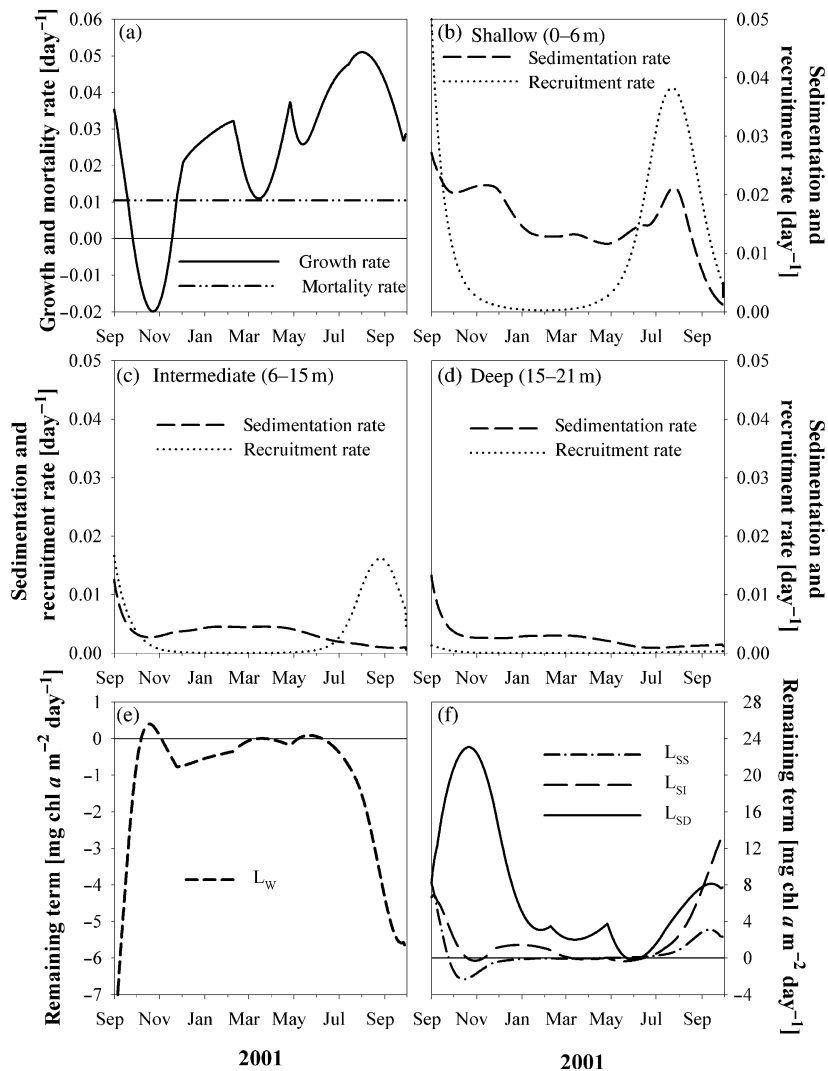 (a)
Growth and mortality rate [day⁻¹]
0.06
0.05
0.04
0.03
0.02
0.01
0.00
−0.01
−0.02
Growth rate
Mortality rate
Sep Nov Jan Mar May Jul Sep
(b) Shallow (0–6 m)
Sedimentation rate
Recruitment rate
0.05
0.04
0.03
0.02
0.01
0.00
Sedimentation and
recruitment rate [day⁻¹]
Sep Nov Jan Mar May Jul Sep
(c) Intermediate (6–15 m)
Sedimentation rate
Recruitment rate
Sedimentation and
recruitment rate [day⁻¹]
0.05
0.04
0.03
0.02
0.01
0.00
Sep Nov Jan Mar May Jul Sep
(d) Deep (15–21 m)
Sedimentation rate
Recruitment rate
0.05
0.04
0.03
0.02
0.01
0.00
Sedimentation and
recruitment rate [day⁻¹]
Sep Nov Jan Mar May Jul Sep
(e)
Remaining term [mg chl a m⁻² day⁻¹]
1
0
-1
-2
-3
-4
-5
-6
-7
L_W
Sep Nov Jan Mar May Jul Sep
2001
(f)
L_SS
L_SI
L_SD
28
24
20
16
12
8
4
0
−4
Remaining term [mg chl a m⁻² day⁻¹]
Sep Nov Jan Mar May Jul Sep
2001